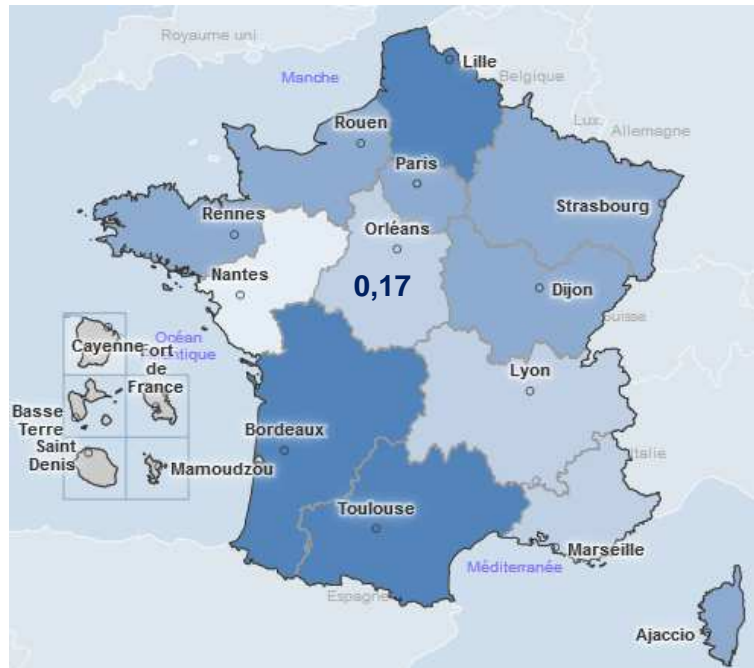 Royaume uni
Lille
Manche
Belgique
Lux.
Allemagne
Rouen
Paris
Strasbourg
Rennes
Orléans
Nantes
0,17
Dijon
Suisse
Océan
Cayenne
Fort
de
France
Lyon
Basse
Terre
Bordeaux
Saint
Denis
Mamoudzou
Italie
Toulouse
Marseille
Méditerranée
Espagne
Ajaccio